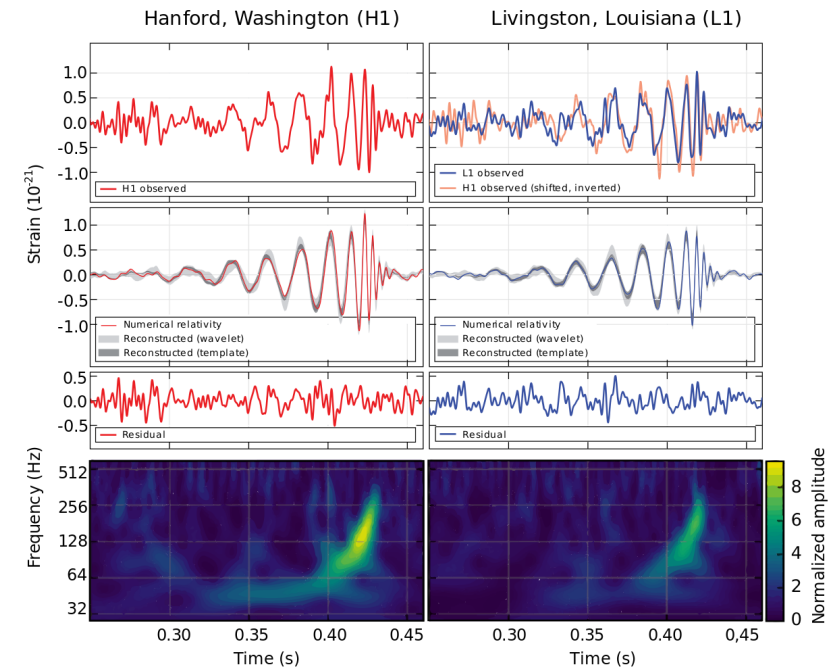 Hanford, Washington (H1)
Livingston, Louisiana (L1)
Strain (10-21)
1.0
0.5
0.0
-0.5
-1.0
H1 observed
L1 observed
H1 observed (shifted, inverted)
1.0
0.5
0.0
-0.5
-1.0
Numerical relativity
Reconstructed (wavelet)
Reconstructed (template)
Numerical relativity
Reconstructed (wavelet)
Reconstructed (template)
0.5
0.0
-0.5
Residual
Residual
Frequency (Hz)
512
256
128
64
32
Normalized amplitude
8
6
4
2
0
0.30
0.35
0.40
0.45
0.30
0.35
0.40
0,45
Time (s)
Time (s)